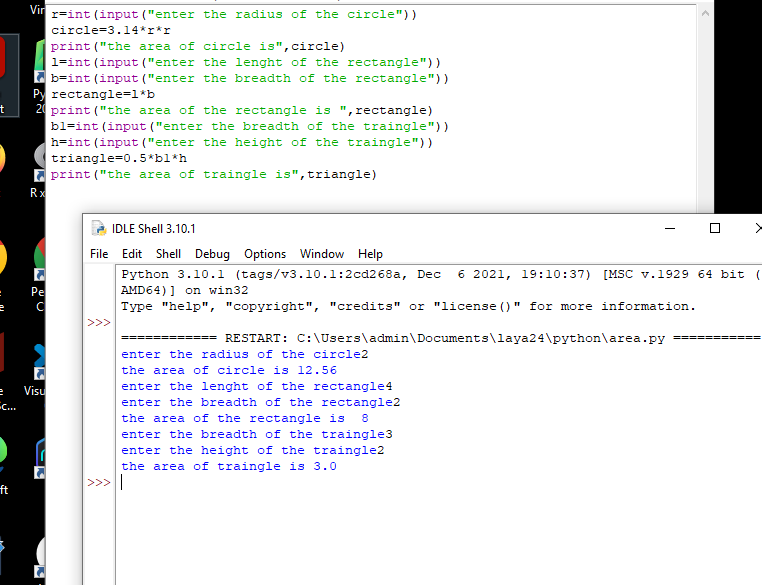 Vir
r=int(input("enter the radius of the circle"))
circle=3.14*r*r
print("the area of circle is",circle)
l=int(input("enter the lenght of the rectangle"))
b=int(input("enter the breadth of the rectangle"))
rectangle=l*b
print("the area of the rectangle is ",rectangle)
b1=int(input("enter the breadth of the traingle"))
h=int(input("enter the height of the traingle"))
triangle=0.5*b1*h
print("the area of traingle is",triangle)
t
Py
20
R x
e
e
Pe
C
e
Sc...
Visu
ft
IDLE Shell 3.10.1
File Edit Shell Debug Options Window Help
Python 3.10.1 (tags/v3.10.1:2cd268a, Dec  6 2021, 19:10:37) [MSC v.1929 64 bit (
AMD64)] on win32
Type "help", "copyright", "credits" or "license()" for more information.
>>>
============ RESTART: C:\Users\admin\Documents\laya24\python\area.py ===========
enter the radius of the circle2
the area of circle is 12.56
enter the lenght of the rectangle4
enter the breadth of the rectangle2
the area of the rectangle is  8
enter the breadth of the traingle3
enter the height of the traingle2
the area of traingle is 3.0
>>>